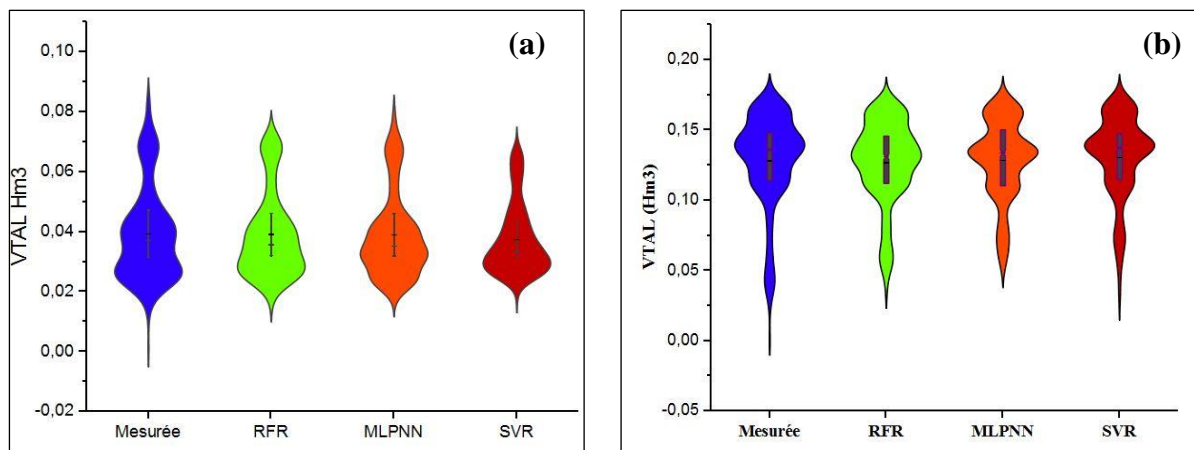 (a)
VTAL Hm3
0,10
0,08
0,06
0,04
0,02
0,00
-0,02
Mesurée RFR MLPNN SVR
(b)
VTAL (Hm3)
0,20
0,15
0,10
0,05
0,00
-0,05
Mesurée RFR MLPNN SVR